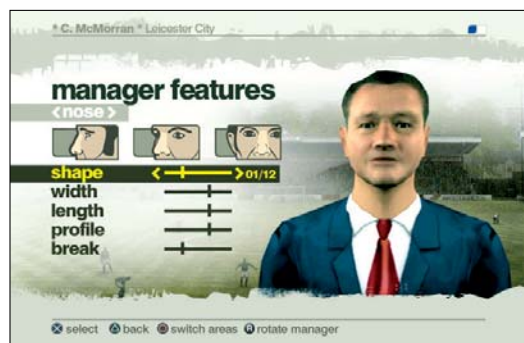 * C. McMorran * Leicester City
manager features
< nose >
shape < > 01/12
width
length
profile
break
select back switch areas rotate manager